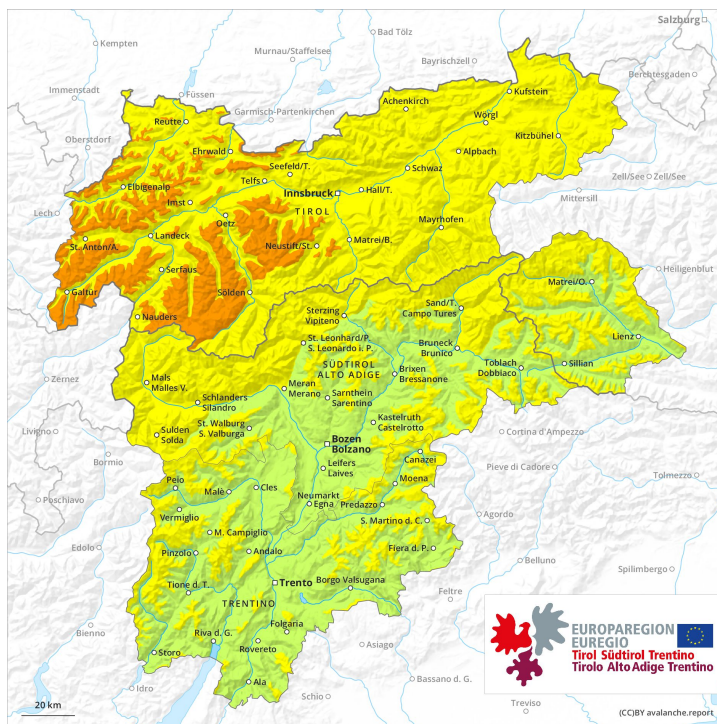 Salzburg
Kempten
Bad Tölz
Murnau/Staffelsee
Bayrischzell
Berchtesgaden
Immenstadt
Füssen
Garmisch-Partenkirchen
Achenkirch
Kufstein
Reutte
Wörgl
Oberstdorf
Ehrwald
Kitzbühel
Alpbach
Seefeld/T.
Schwaz
Telfs
Zell/See
Zell/See
Elbigenalp
Innsbruck
Hall/T.
Mittersill
Imst
Lech
TIROL
Oetz
Mayrhofen
St. Anton/A.
Landeck
Neustift/St.
Matrei/B.
Serfaus
Heiligenblut
Matrei/O.
Galtür
Sölden
Nauders
Sand/T.
Campo Tures
Sterzing
Vipiteno
Lienz
St. Leonhard/P.
S. Leonardo i. P.
Bruneck
Brunico
Toblach
Dobbiaco
Sillian
SÜDTIROL
ALTO ADIGE
Brixen
Bressanone
Zernez
Mals
Malles V.
Meran
Merano
Schlanders
Silandro
Sarnthein
Sarentino
St. Walburg
S. Valburga
Kastelruth
Castelrotto
Livigno
Sulden
Solda
Bozen
Bolzano
Cortina d'Ampezzo
Bormio
Canazei
Pieve di Cadore
Leifers
Laives
Tolmezzo
Poschiavo
Peio
Moena
Malè
Cles
Neumarkt
Egna
Predazzo
Vermiglio
Agordo
S. Martino d. C.
M. Campiglio
Edolo
Pinzolo
Andalo
Fiera d. P.
Belluno
Spilimbergo
Trento
Tione d. T.
Borgo Valsugana
Feltre
TRENTINO
Bienno
Folgaria
Riva d. G.
Rovereto
Asiago
Storo
Bassano d. G.
Idro
Ala
Schio
Treviso
EUROPAREGION
EUREGIO
Tirol Südtirol Trentino
Tirolo Alto Adige Trentino
20 km
(CC)BY avalanche.report